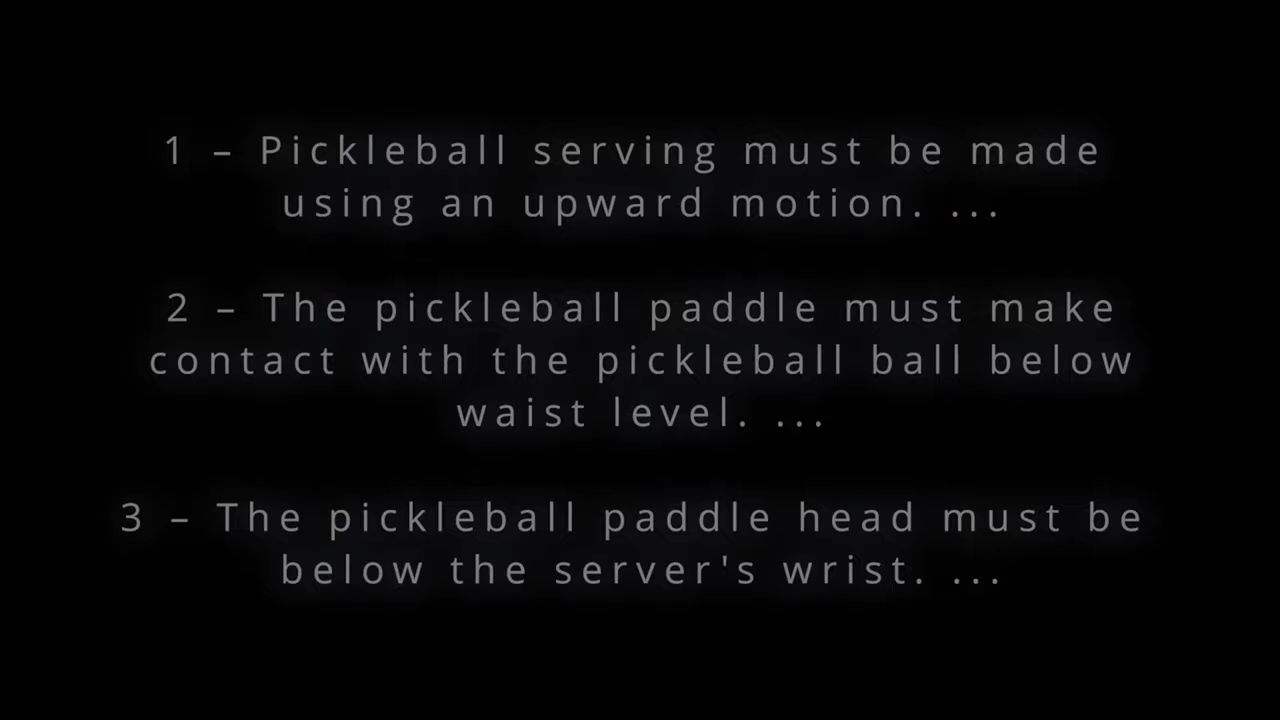 1 – Pickleball serving must be made
using an upward motion. ...
2 – The pickleball paddle must make
contact with the pickleball ball below
waist level. ...
3 – The pickleball paddle head must be
below the server's wrist. ...